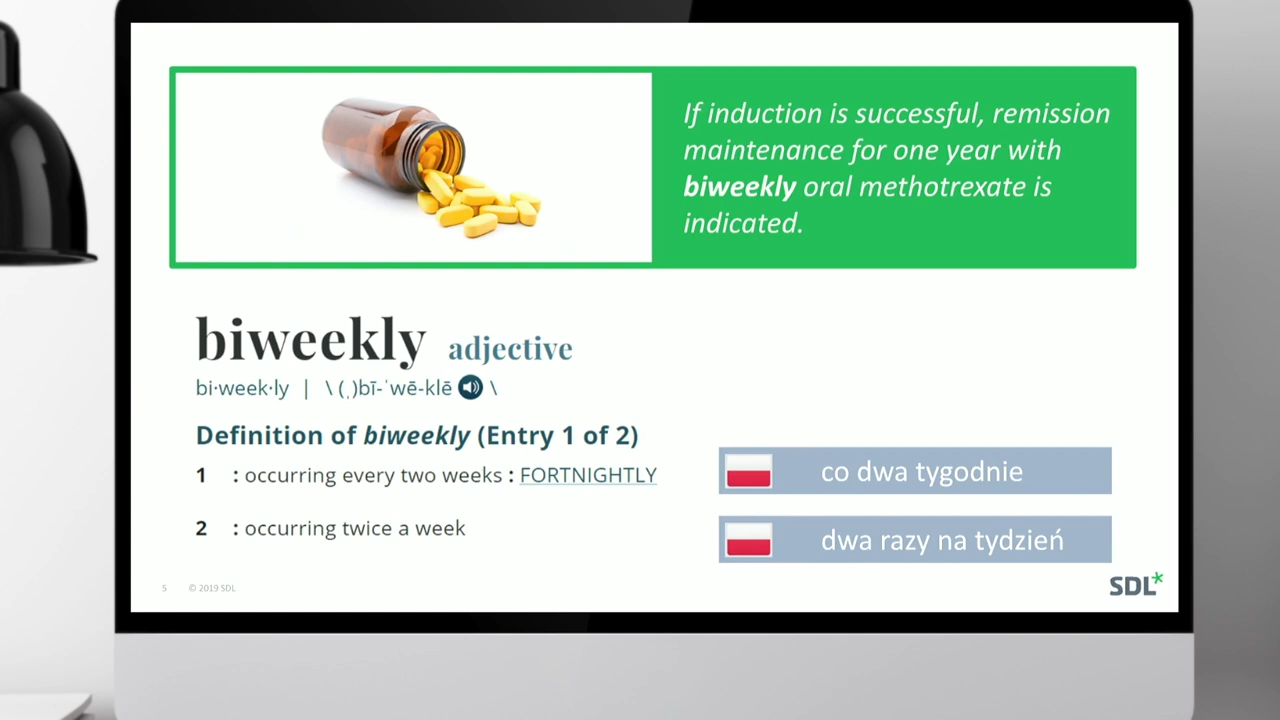 If induction is successful, remission
maintenance for one year with
biweekly oral methotrexate is
indicated.
biweekly adjective
bi·week·ly | \ (ˌ)bī-ˈwē-klē \
Definition of biweekly (Entry 1 of 2)
1 : occurring every two weeks : FORTNIGHTLY
co dwa tygodnie
2 : occurring twice a week
dwa razy na tydzień
5 © 2019 SDL
SDL*